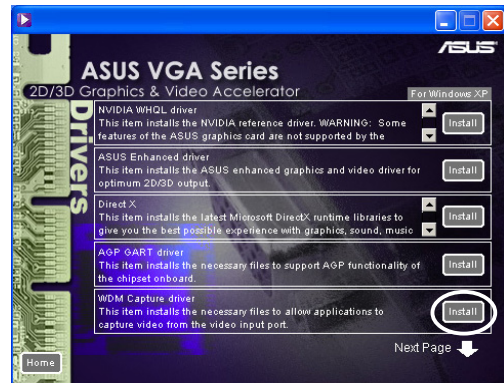 ASUS
ASUS VGA Series
2D/3D Graphics & Video Accelerator
For Windows XP
Drivers
NVIDIA WHQL driver
This item installs the NVIDIA reference driver. WARNING: Some
features of the ASUS graphics card are not supported by the
Install
ASUS Enhanced driver
This item installs the ASUS enhanced graphics and video driver for
optimum 2D/3D output.
Install
Direct X
This item installs the latest Microsoft DirectX runtime libraries to
give you the best possible experience with graphics, sound, music
Install
AGP GART driver
This item installs the necessary files to support AGP functionality of
the chipset onboard.
Install
WDM Capture driver
This item installs the necessary files to allow applications to
capture video from the video input port.
Install
Next Page
Home